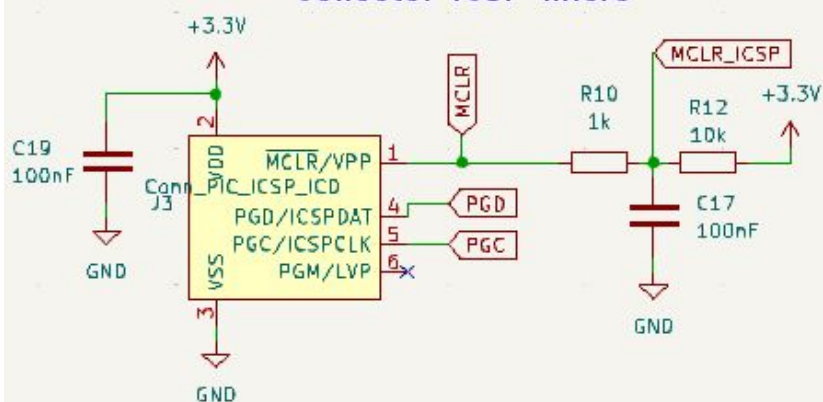 +3.3V
MCLR_ICSP
MCLR
R10
1k
R12
10k
+3.3V
C19
100nF
2
VDD
MCLR/VPP
1
Conn_PIC_ICSP_ICD
J3
PGD/ICSPDAT
4
PGD
PGC/ICSPCLK
5
PGC
PGM/LVP
6
C17
100nF
GND
VSS
3
GND
GND